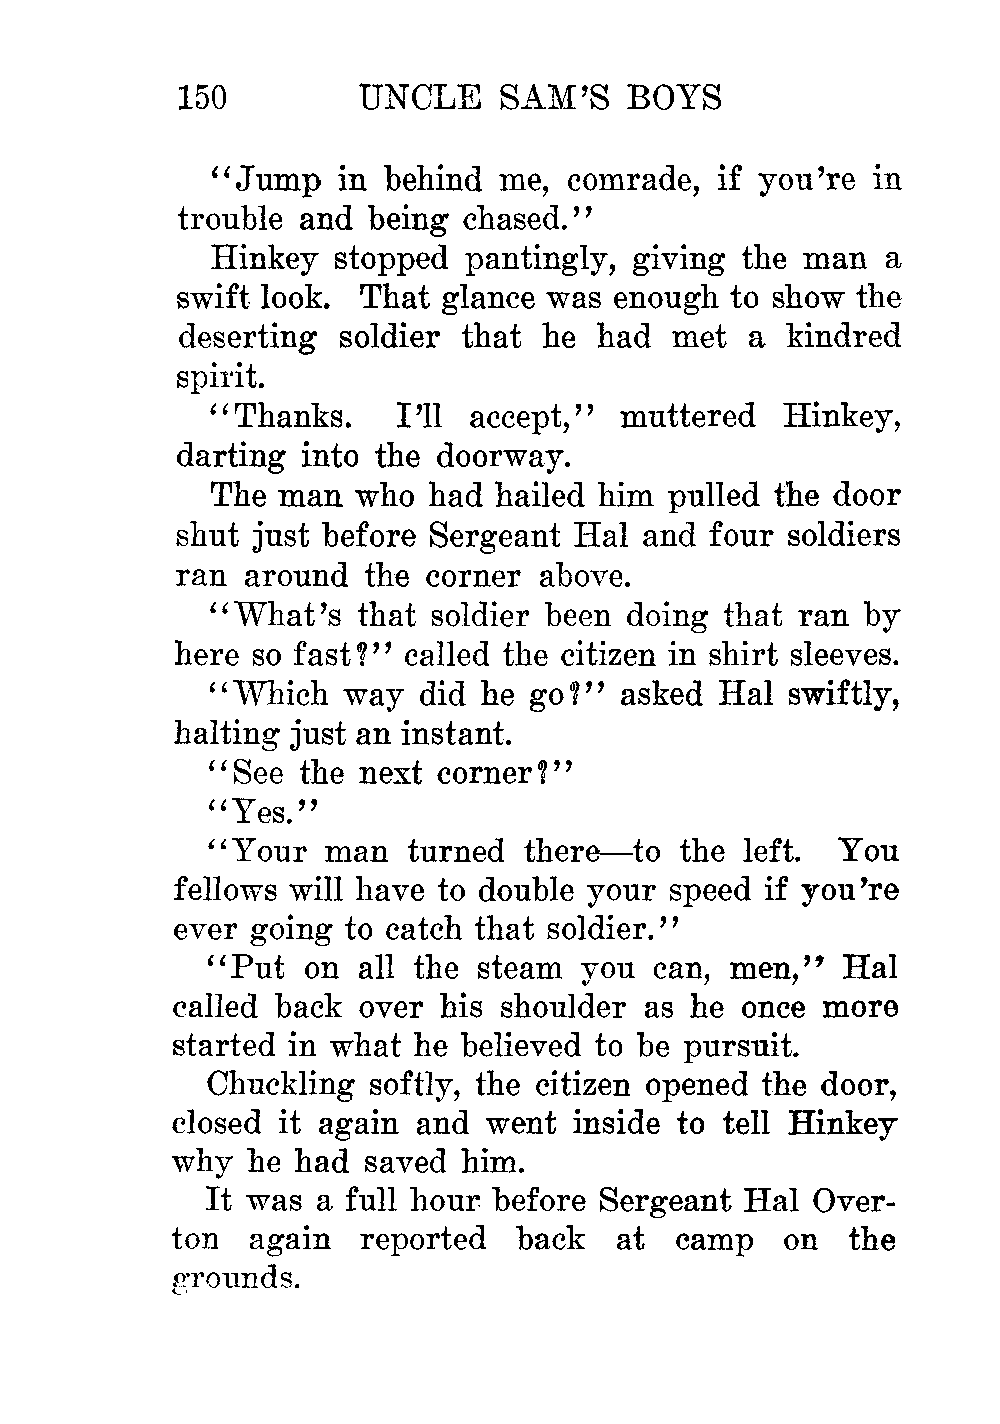 150 UNCLE SAM'S BOYS
"Jump in behind me, comrade, if you're in
trouble and being chased."
Hinkey stopped pantingly, giving the man a
swift look. That glance was enough to show the
deserting soldier that he had met a kindred
spirit.
"Thanks. I'll accept," muttered Hinkey,
darting into the doorway.
The man who had hailed him pulled the door
shut just before Sergeant Hal and four soldiers
ran around the corner above.
"What's that soldier been doing that ran by
here so fast?" called the citizen in shirt sleeves.
"Which way did he go?" asked Hal swiftly,
halting just an instant.
"See the next corner?"
"Yes."
"Your man turned there—to the left. You
fellows will have to double your speed if you're
ever going to catch that soldier."
"Put on all the steam you can, men," Hal
called back over his shoulder as he once more
started in what he believed to be pursuit.
Chuckling softly, the citizen opened the door,
closed it again and went inside to tell Hinkey
why he had saved him.
It was a full hour before Sergeant Hal Over-
ton again reported back at camp on the
grounds.